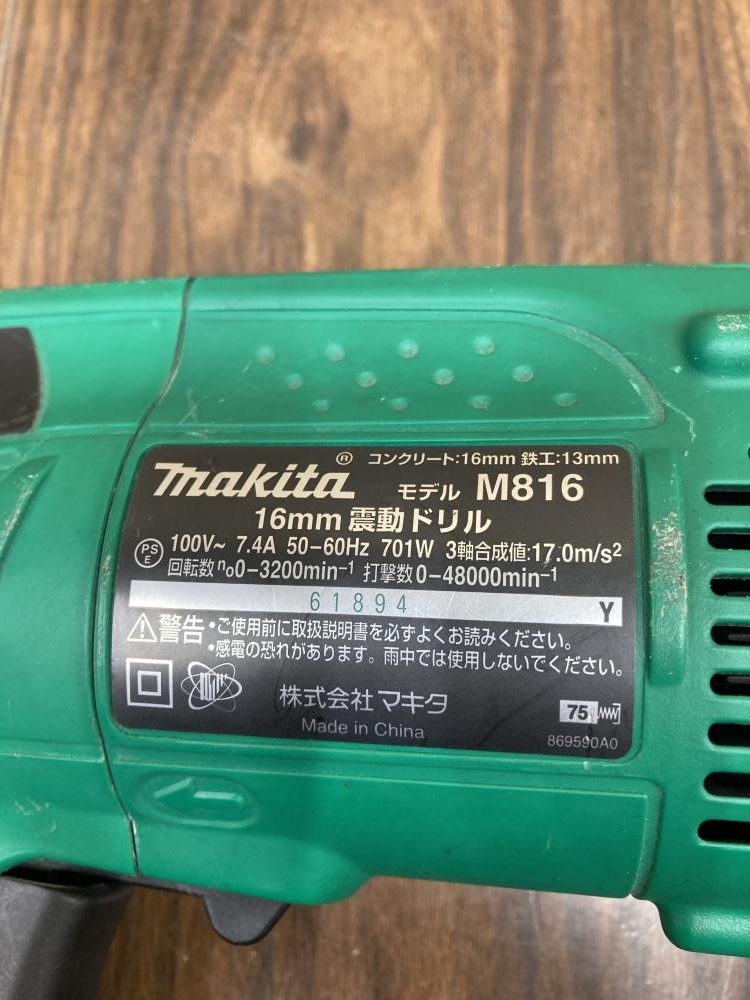 makita® コンクリート:16mm 鉄工:13mm
モデル M816
16mm 震動ドリル
PSE 100V~ 7.4A 50-60Hz 701W 3軸合成値:17.0m/s²
回転数 no0-3200min⁻¹ 打撃数0-48000min⁻¹
61894 Y
警告 •ご使用前に取扱説明書を必ずよくお読みください。
•感電の恐れがあります。雨中では使用しないでください。
株式会社マキタ
75
Made in China
869590A0